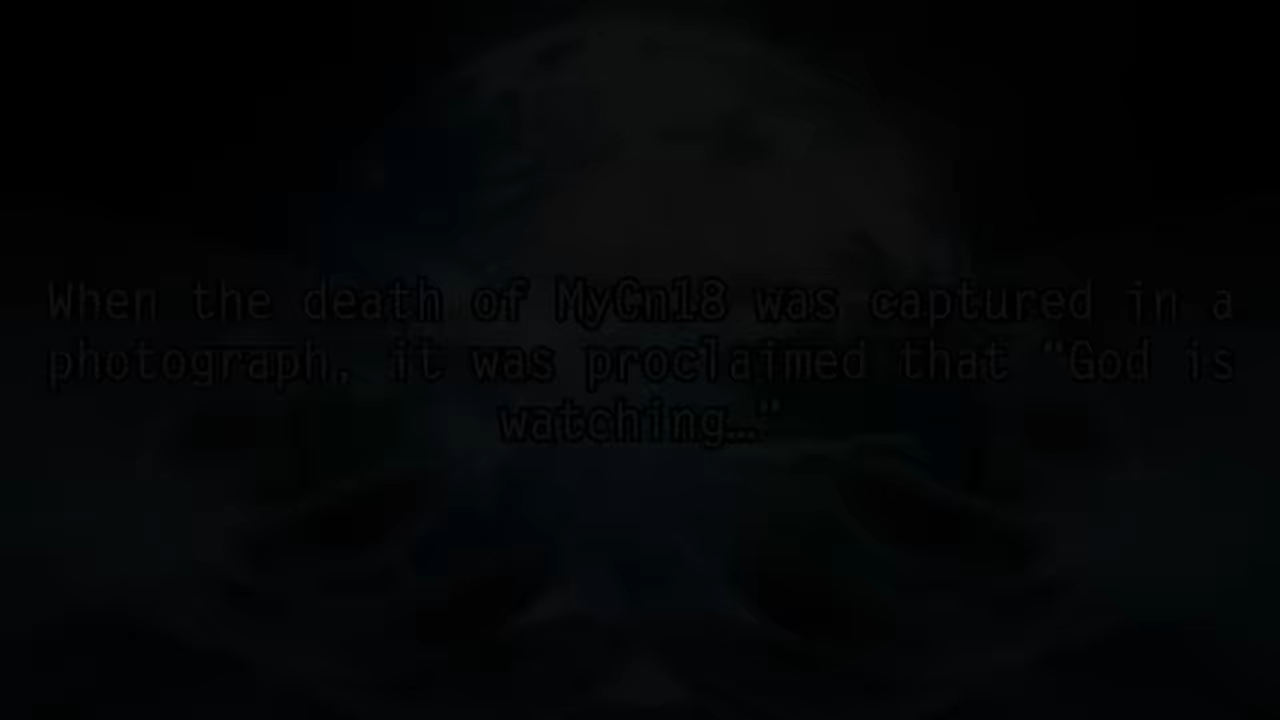 When the death of MyCn18 was captured in a
photograph, it was proclaimed that “God is
watching…"